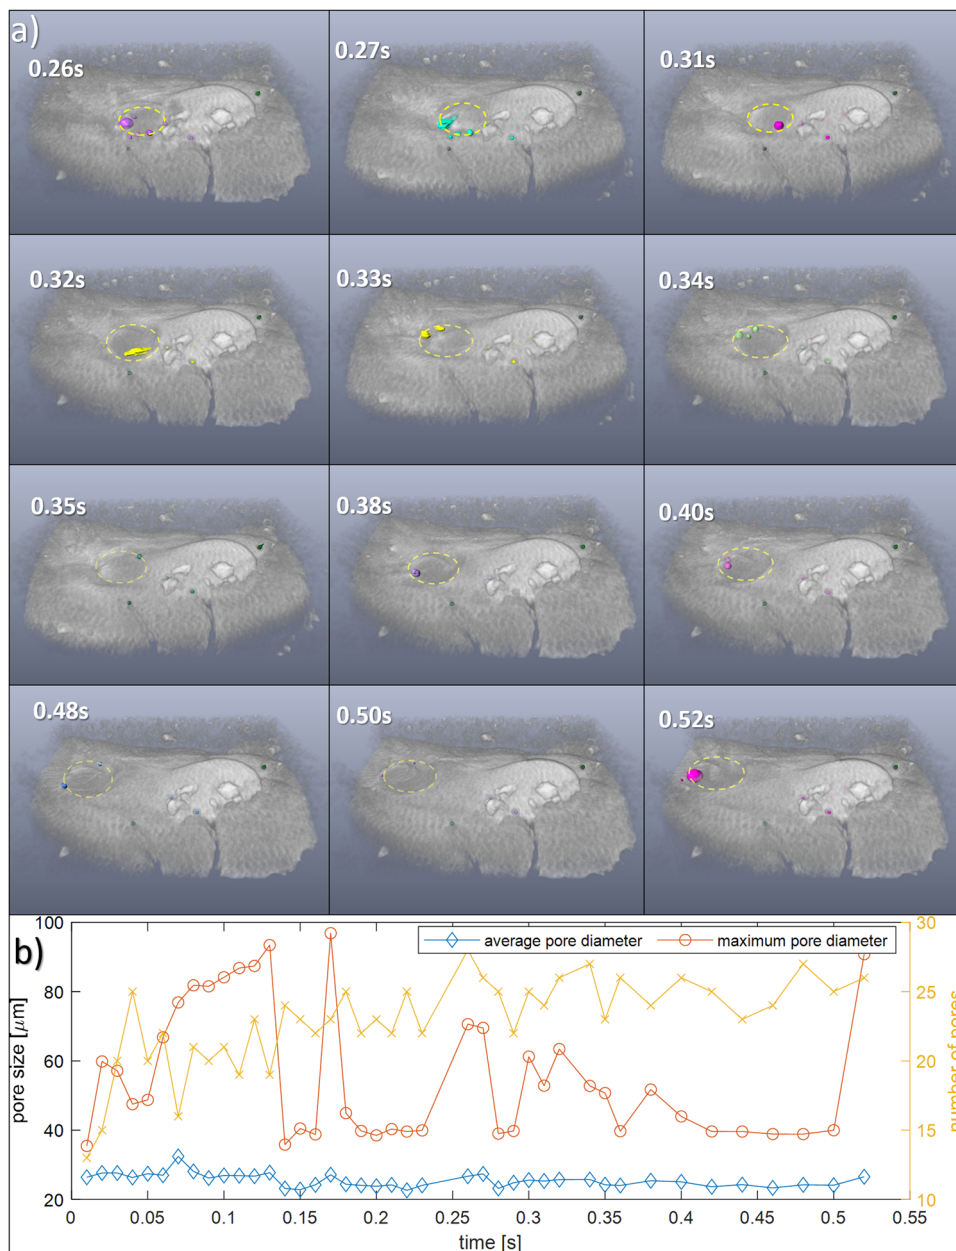 a)
0.26s
0.27s
0.31s
0.32s
0.33s
0.34s
0.35s
0.38s
0.40s
0.48s
0.50s
0.52s
b)
average pore diameter
maximum pore diameter
100
80
60
40
20
pore size [μm]
30
25
20
15
10
number of pores
0
0.05
0.1
0.15
0.2
0.25
0.3
0.35
0.4
0.45
0.5
0.55
time [s]